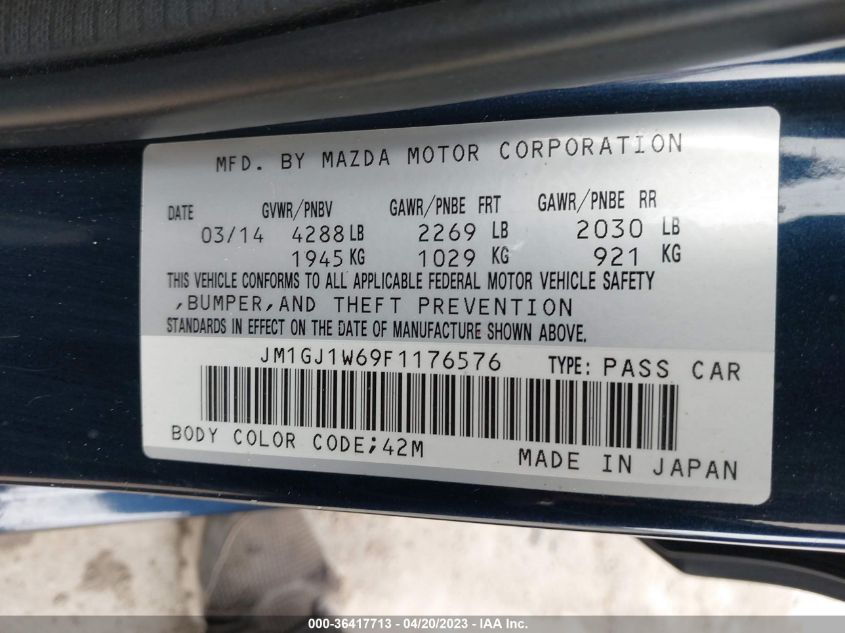 MFD. BY MAZDA MOTOR CORPORATION
DATE GVWR/PNBV GAWR/PNBE FRT GAWR/PNBE RR
03/14 4288 LB 2269 LB 2030 LB
1945 KG 1029 KG 921 KG
THIS VEHICLE CONFORMS TO ALL APPLICABLE FEDERAL MOTOR VEHICLE SAFETY
,BUMPER,AND THEFT PREVENTION
STANDARDS IN EFFECT ON THE DATE OF MANUFACTURE SHOWN ABOVE.
JM1GJ1W69F1176576 TYPE: PASS CAR
BODY COLOR CODE;42M
MADE IN JAPAN
000-36417713 - 04/20/2023 - IAA Inc.